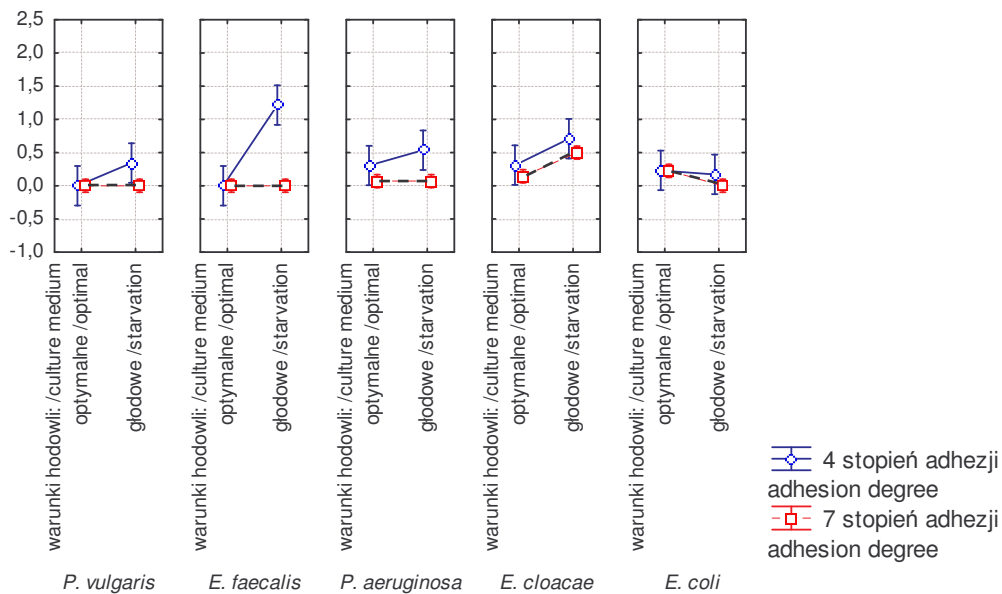 2,5
2,0
1,5
1,0
0,5
0,0
-0,5
-1,0
warunki hodowli: /culture medium
optymalne /optimal
głodowe /starvation
warunki hodowli: /culture medium
optymalne /optimal
głodowe /starvation
warunki hodowli: /culture medium
optymalne /optimal
głodowe /starvation
warunki hodowli: /culture medium
optymalne /optimal
głodowe /starvation
warunki hodowli: /culture medium
optymalne /optimal
głodowe /starvation
P. vulgaris
E. faecalis
P. aeruginosa
E. cloacae
E. coli
4 stopień adhezji
adhesion degree
7 stopień adhezji
adhesion degree